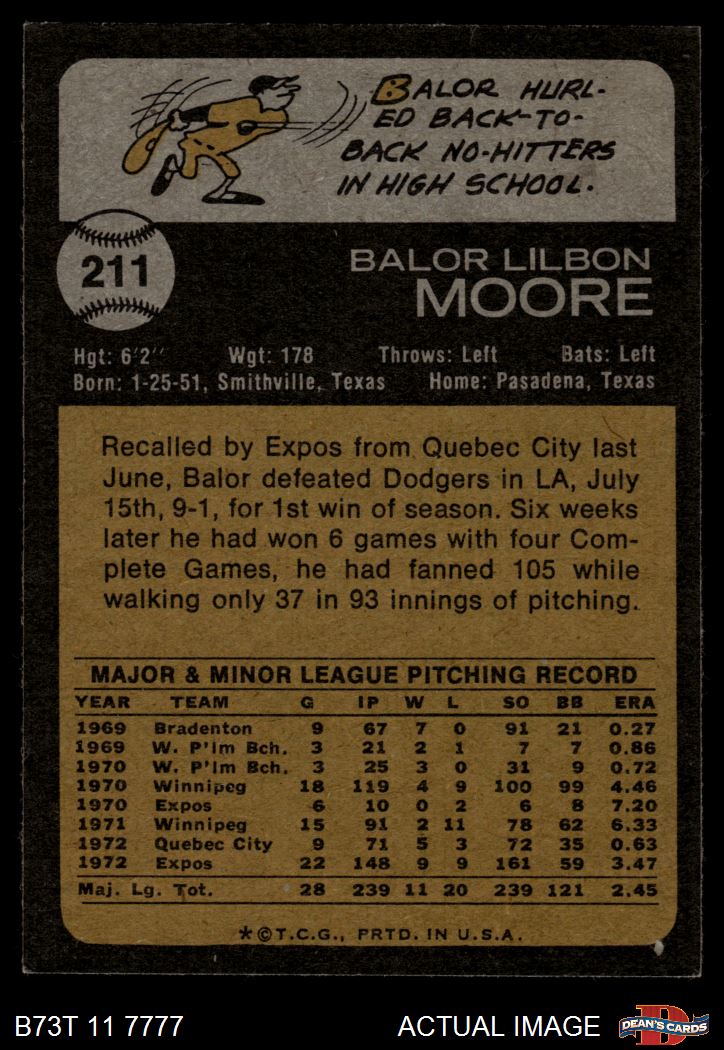 BALOR HURL-
ED BACK-TO-
BACK NO-HITTERS
IN HIGH SCHOOL.
211
BALOR LILBON
MOORE
Hgt: 6'2" Wgt: 178 Throws: Left Bats: Left
Born: 1-25-51, Smithville, Texas Home: Pasadena, Texas
Recalled by Expos from Quebec City last
June, Balor defeated Dodgers in LA, July
15th, 9-1, for 1st win of season. Six weeks
later he had won 6 games with four Com-
plete Games, he had fanned 105 while
walking only 37 in 93 innings of pitching.
MAJOR & MINOR LEAGUE PITCHING RECORD
YEAR TEAM G IP W L SO BB ERA
1969 Bradenton 9 67 7 0 91 21 0.27
1969 W. P'lm Bch. 3 21 2 1 7 7 0.86
1970 W. P'lm Bch. 3 25 3 0 31 9 0.72
1970 Winnipeg 18 119 4 9 100 99 4.46
1970 Expos 6 10 0 2 6 8 7.20
1971 Winnipeg 15 91 2 11 78 62 6.33
1972 Quebec City 9 71 5 3 72 35 0.63
1972 Expos 22 148 9 9 161 59 3.47
Maj. Lg. Tot. 28 239 11 20 239 121 2.45
*©T.C.G., PRTD. IN U.S.A.
B73T 11 7777 ACTUAL IMAGE
D
DEAN'S CARDS